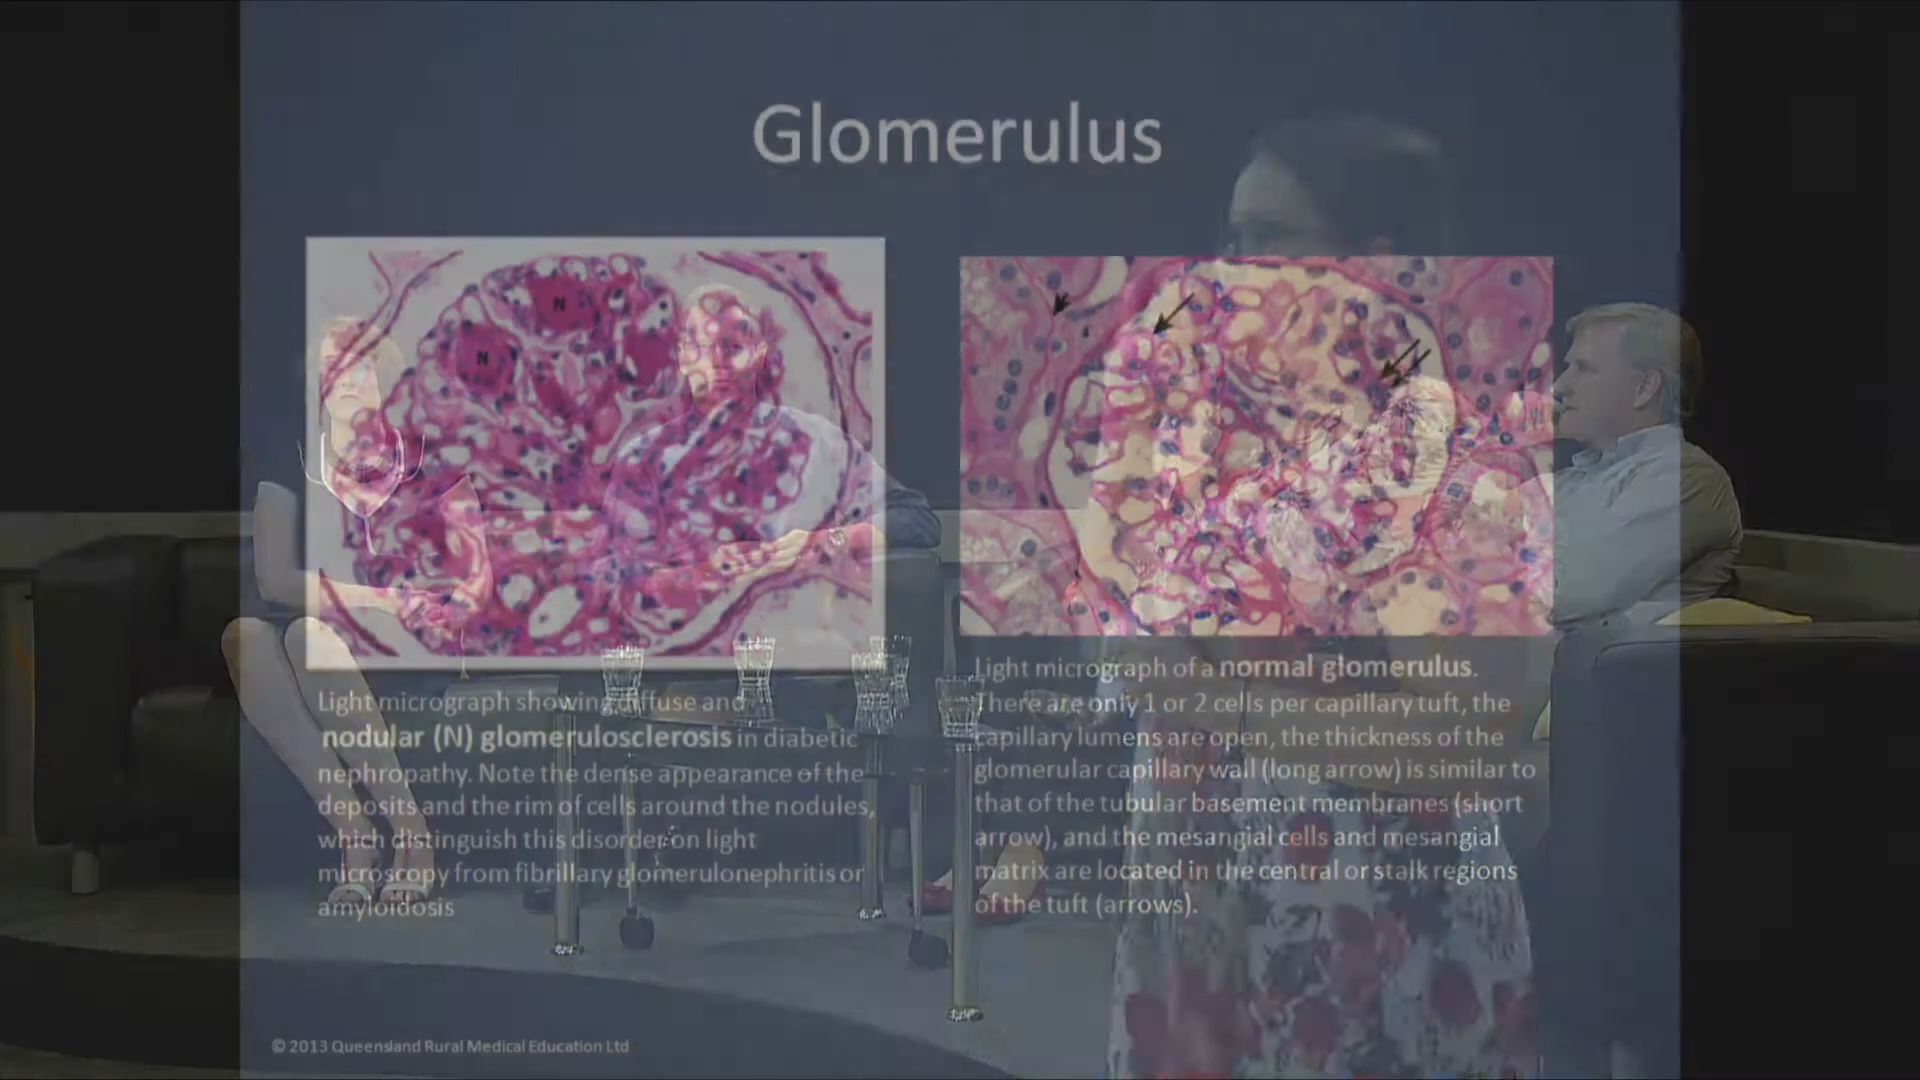 Glomerulus
N
N
Light micrograph showing diffuse and
nodular (N) glomerulosclerosis in diabetic
nephropathy. Note the dense appearance of the
deposits and the rim of cells around the nodules,
which distinguish this disorder on light
microscopy from fibrillary glomerulonephritis or
amyloidosis
Light micrograph of a normal glomerulus.
There are only 1 or 2 cells per capillary tuft, the
capillary lumens are open, the thickness of the
glomerular capillary wall (long arrow) is similar to
that of the tubular basement membranes (short
arrow), and the mesangial cells and mesangial
matrix are located in the central or stalk regions
of the tuft (arrows).
© 2013 Queensland Rural Medical Education Ltd